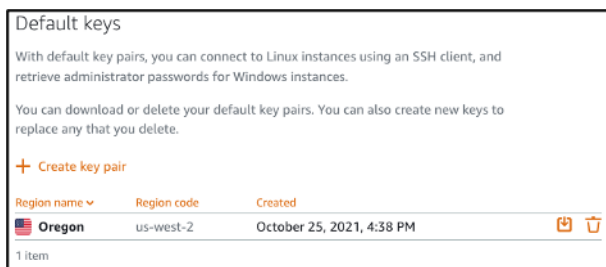 Default keys
With default key pairs, you can connect to Linux instances using an SSH client, and
retrieve administrator passwords for Windows instances.
You can download or delete your default key pairs. You can also create new keys to
replace any that you delete.
+ Create key pair
Region name Region code Created
Oregon us-west-2 October 25, 2021, 4:38 PM
1 item